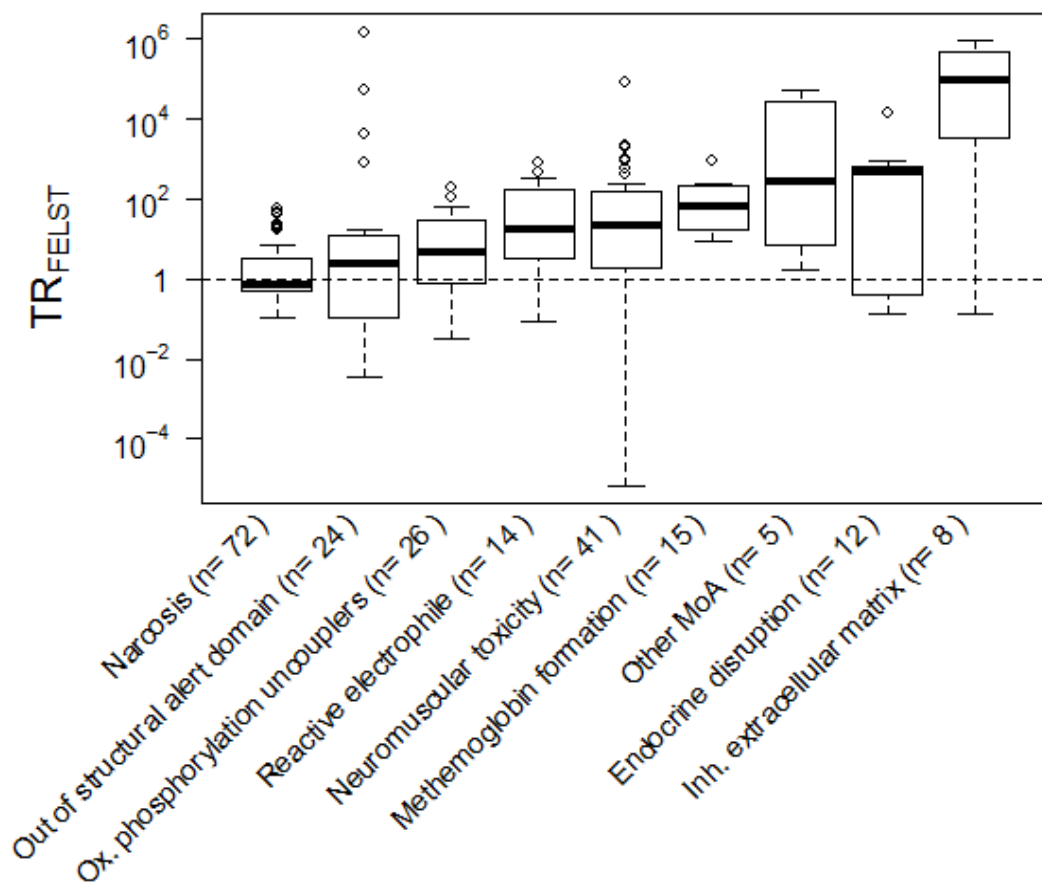 TR_FELST
10^6
10^4
10^2
1
10^-2
10^-4
Narcosis (n= 72 )
Out of structural alert domain (n= 24 )
Ox. phosphorylation uncouplers (n= 26 )
Reactive electrophile (n= 14 )
Neuromuscular toxicity (n= 41 )
Methemoglobin formation (n= 15 )
Other MoA (n= 5 )
Endocrine disruption (n= 12 )
Inh. extracellular matrix (n= 8 )